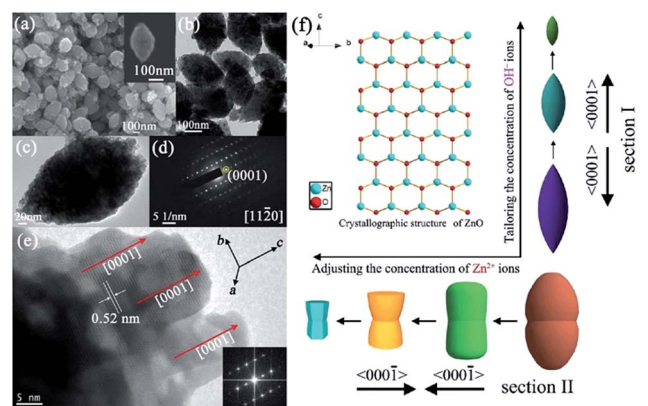 (a)
100nm
100nm
(b)
100nm
(c)
20nm
(d)
(0001)
5 1/nm
[112̄0]
(e)
[0001]
[0001]
[0001]
b
c
a
0.52 nm
5 nm
(f)
c
a
b
Zn
O
Crystallographic structure of ZnO
Tailoring the concentration of OH⁻ ions
<0001>
<0001>
section I
Adjusting the concentration of Zn²⁺ ions
<0001̄>
<0001̄>
section II